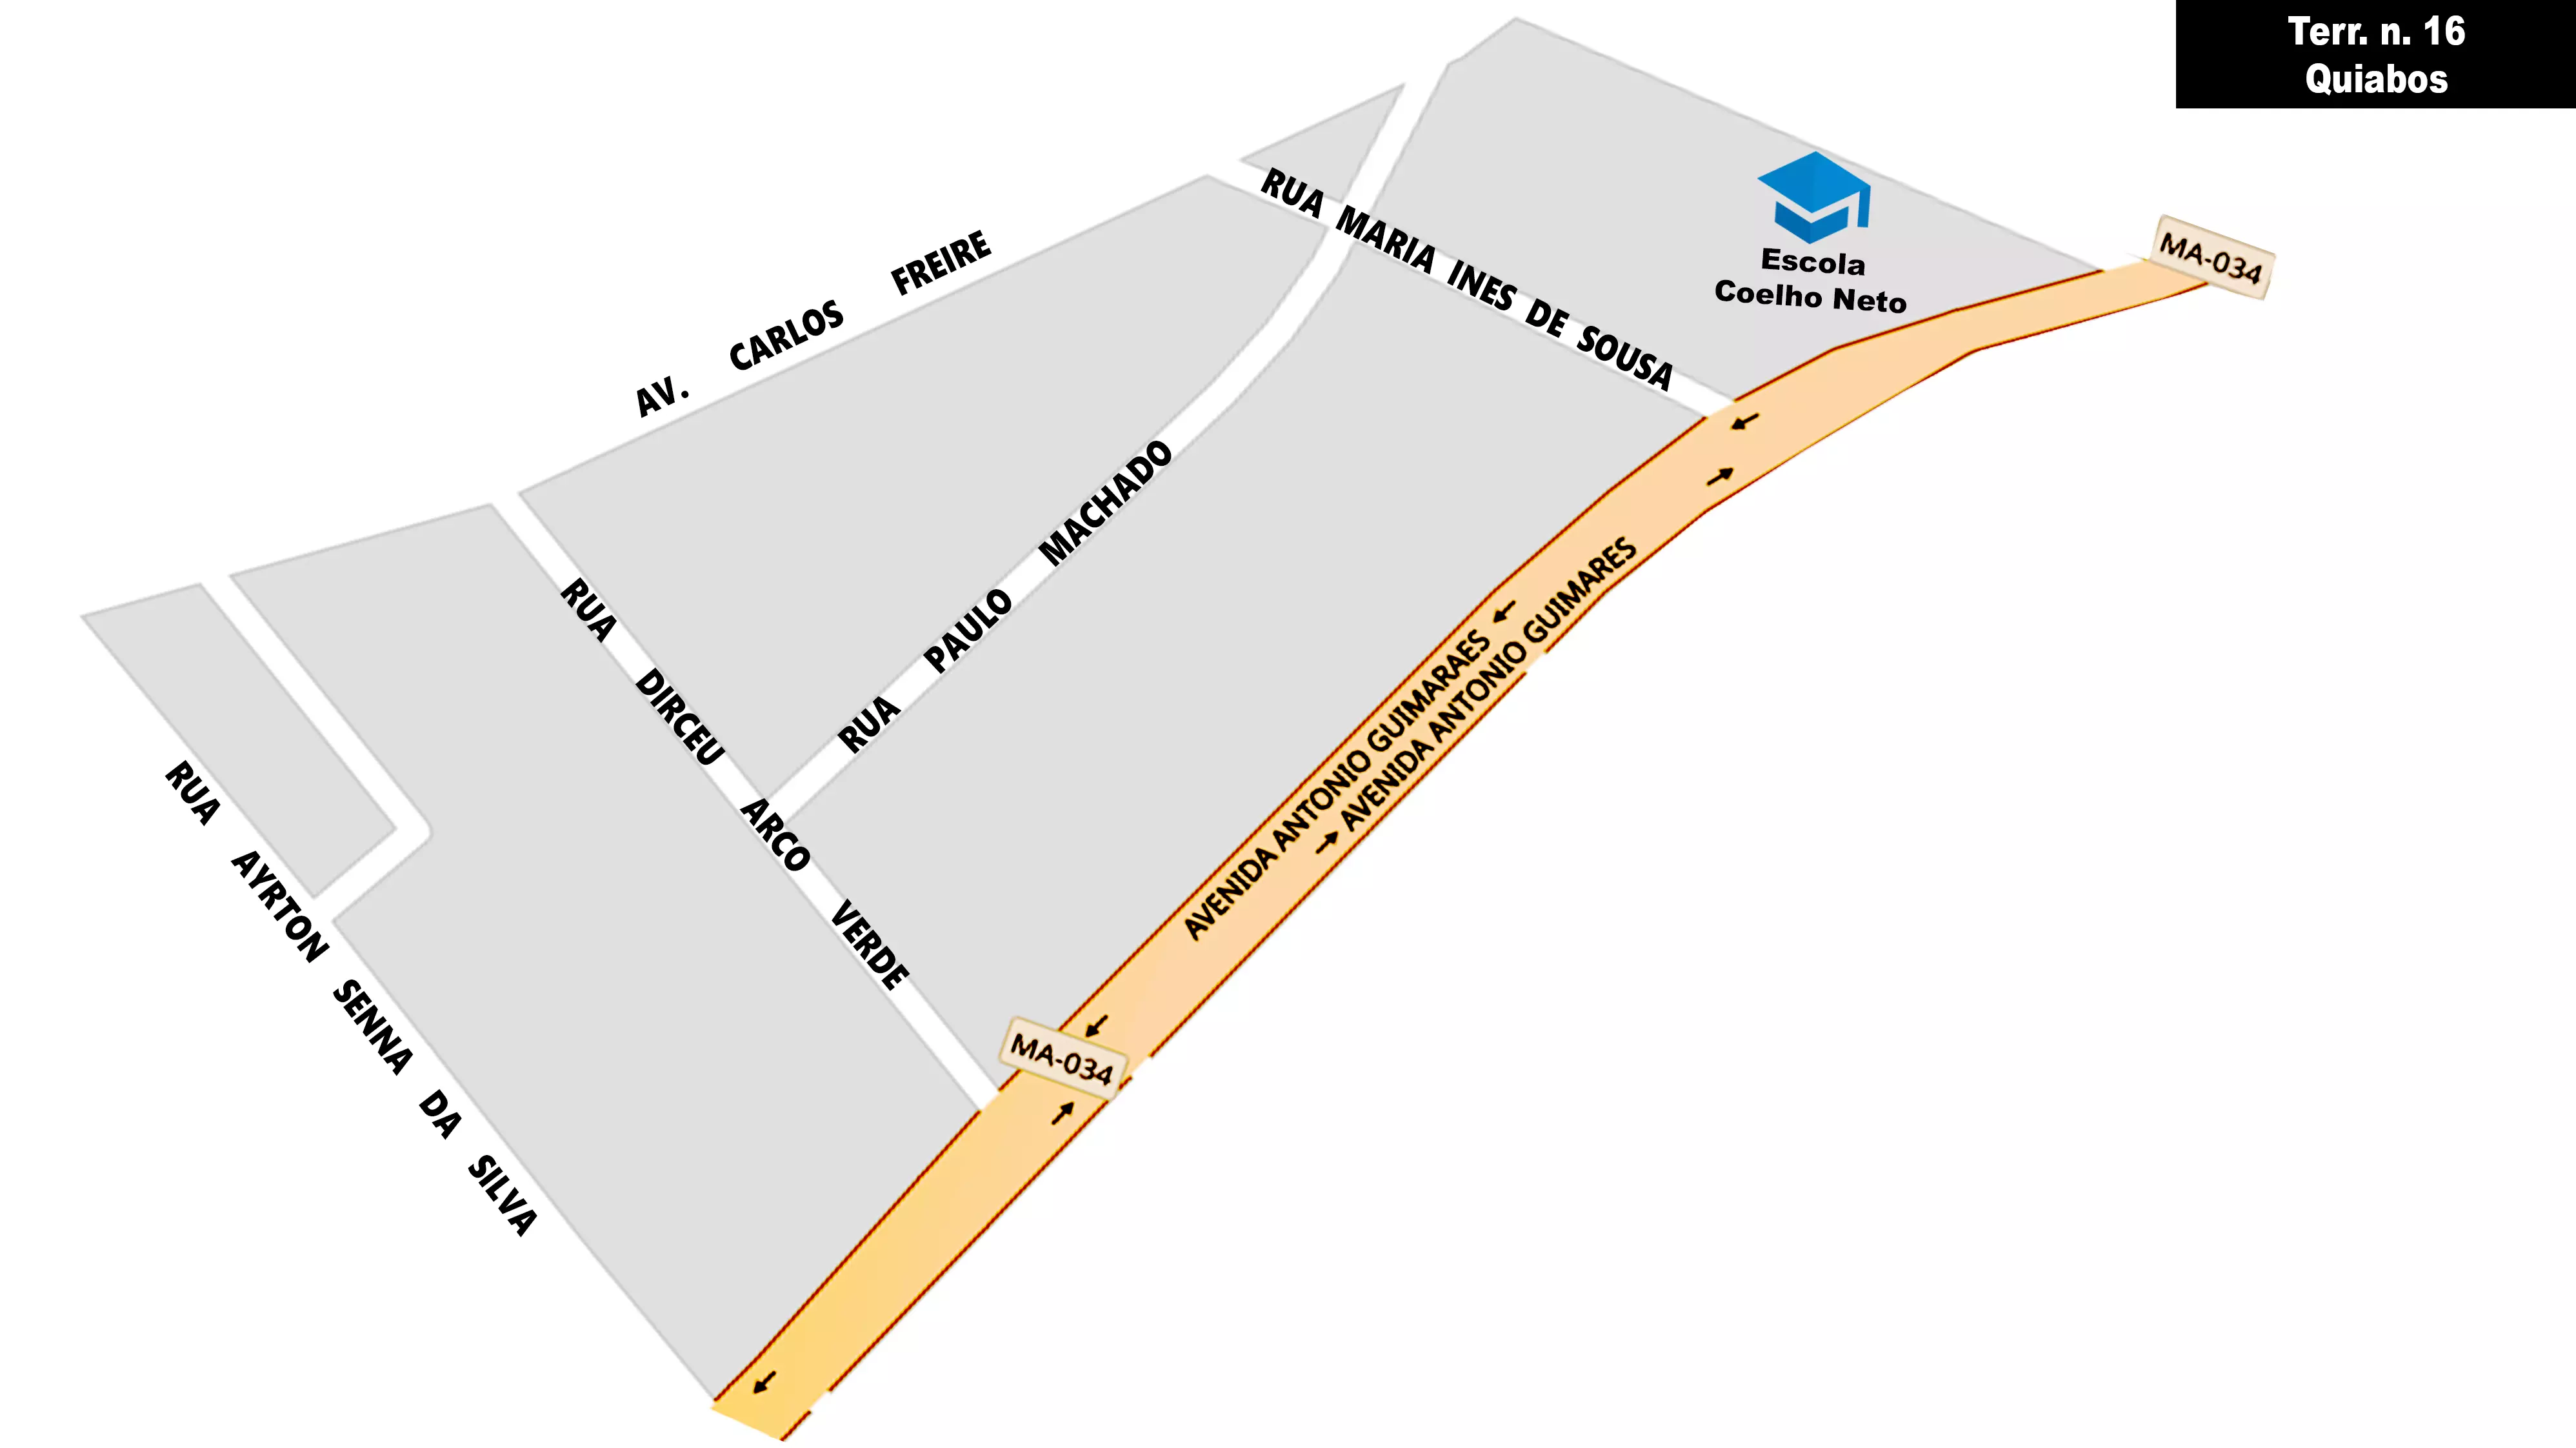 Terr. n. 16
Quiabos
RUA MARIA INES DE SOUSA
Escola
Coelho Neto
MA-034
AV. CARLOS FREIRE
RUA PAULO MACHADO
RUA DIRCEU ARCO VERDE
AVENIDA ANTONIO GUIMARAES
AVENIDA ANTONIO GUIMARES
RUA AYRTON SENNA DA SILVA
MA-034